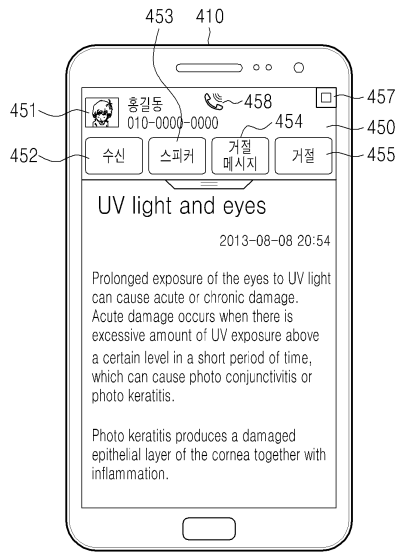 453
410
451
홍길동
458
457
010-0000-0000
454
450
452
수신
스피커
거절
메시지
거절
455
UV light and eyes
2013-08-08 20:54
Prolonged exposure of the eyes to UV light
can cause acute or chronic damage.
Acute damage occurs when there is
excessive amount of UV exposure above
a certain level in a short period of time,
which can cause photo conjunctivitis or
photo keratitis.
Photo keratitis produces a damaged
epithelial layer of the cornea together with
inflammation.